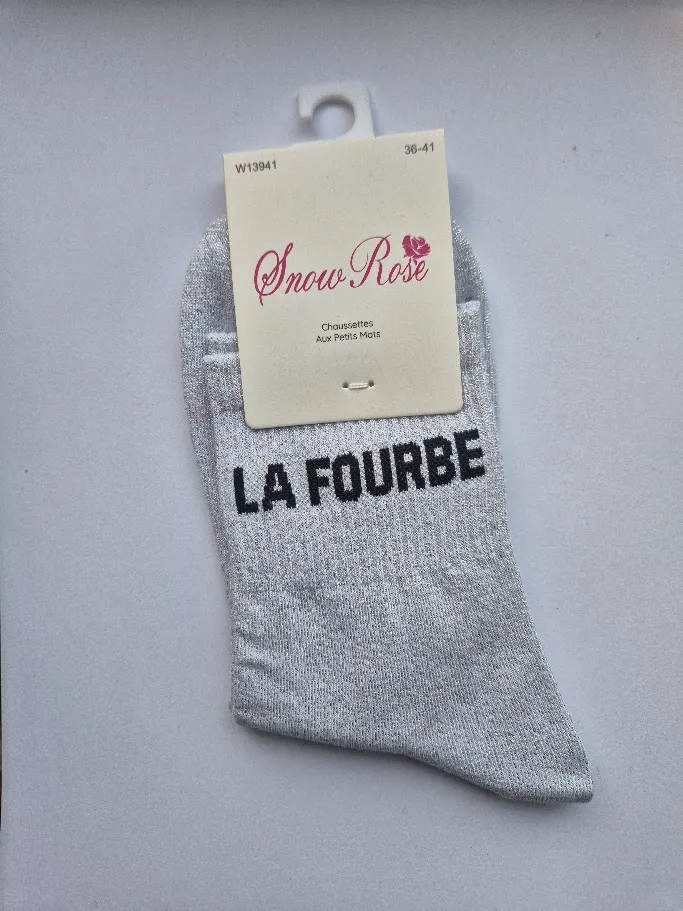 W13941
36-41
Snow Rose
Chaussettes
Aux Petits Mots
LA FOURBE